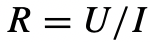 R = U/I